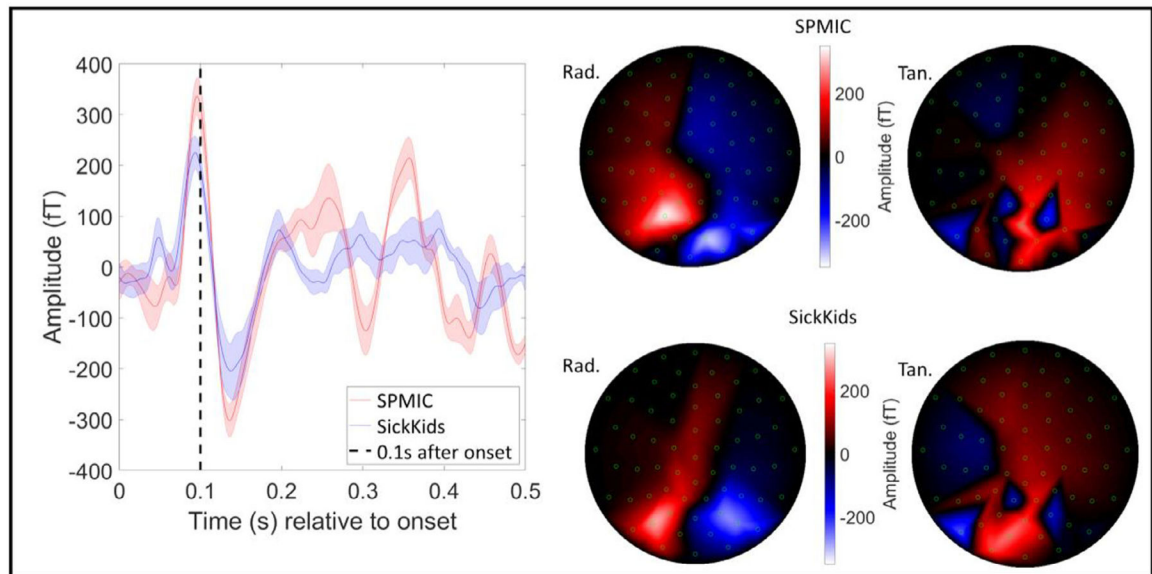 400
300
200
100
0
-100
-200
-300
-400
Amplitude (fT)
0
0.1
0.2
0.3
0.4
0.5
Time (s) relative to onset
SPMIC
SickKids
0.1s after onset
SPMIC
Rad.
200
0
-200
Amplitude (fT)
Tan.
SickKids
Rad.
200
0
-200
Amplitude (fT)
Tan.